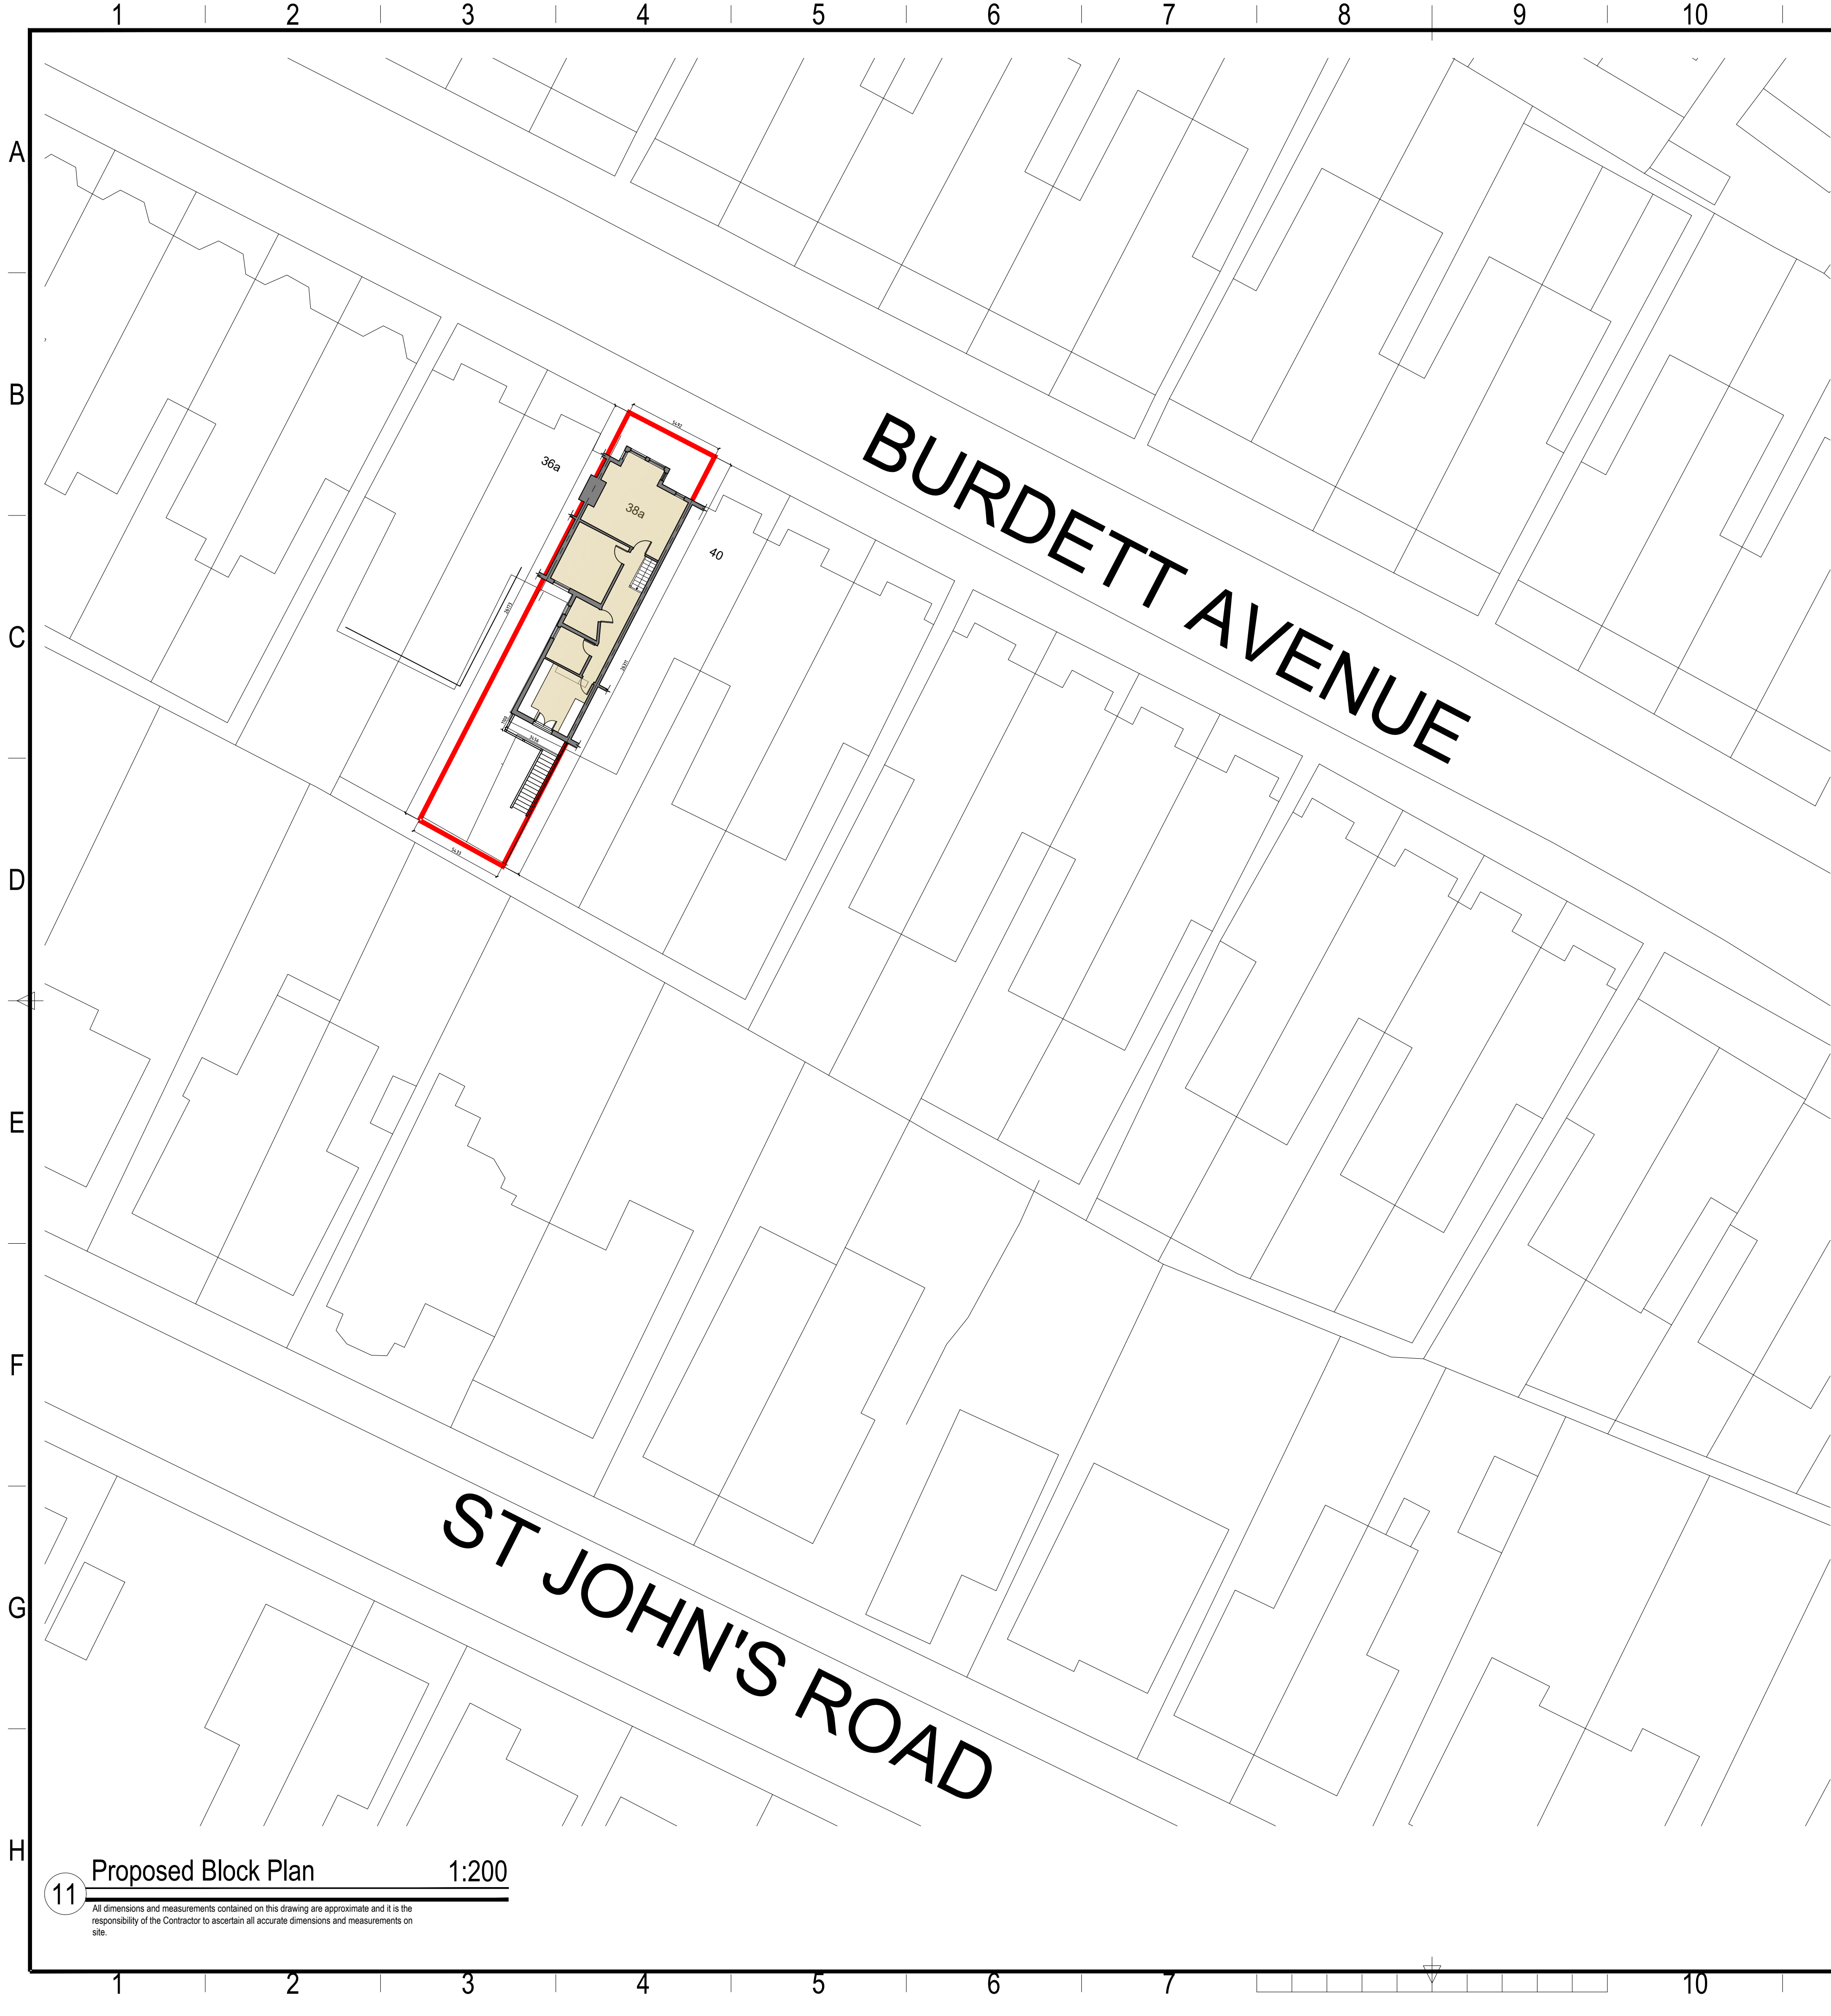 1 2 3 4 5 6 7 8 9 10
A
B
C
D
E
F
G
H
BURDETT AVENUE
36a
38a
40
5433
ST JOHN'S ROAD
11
Proposed Block Plan 1:200
All dimensions and measurements contained on this drawing are approximate and it is the
responsibility of the Contractor to ascertain all accurate dimensions and measurements on
site.
1 2 3 4 5 6 7 10